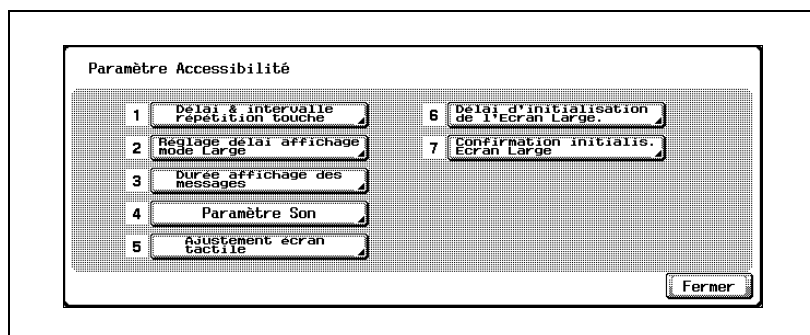 Paramètre Accessibilité
1 Délai & intervalle
répétition touche
2 Réglage délai affichage
mode Large
3 Durée affichage des
messages
4 Paramètre Son
5 Ajustement écran
tactile
6 Délai d'initialisation
de l'Ecran Large.
7 Confirmation initialis.
Ecran Large
Fermer